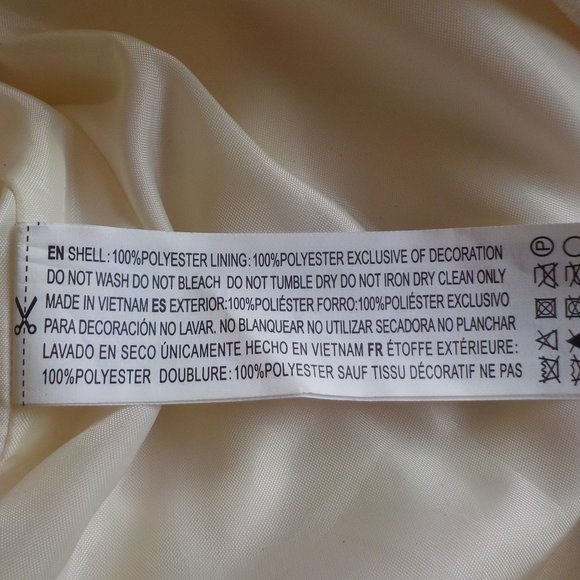 EN SHELL:100%POLYESTER LINING:100%POLYESTER EXCLUSIVE OF DECORATION
DO NOT WASH DO NOT BLEACH DO NOT TUMBLE DRY DO NOT IRON DRY CLEAN ONLY
MADE IN VIETNAM ES EXTERIOR:100%POLIÉSTER FORRO:100%POLIÉSTER EXCLUSIVO
PARA DECORACIÓN NO LAVAR. NO BLANQUEAR NO UTILIZAR SECADORA NO PLANCHAR
LAVADO EN SECO ÚNICAMENTE HECHO EN VIETNAM FR ÉTOFFE EXTÉRIEURE:
100%POLYESTER DOUBLURE:100%POLYESTER SAUF TISSU DÉCORATIF NE PAS
P